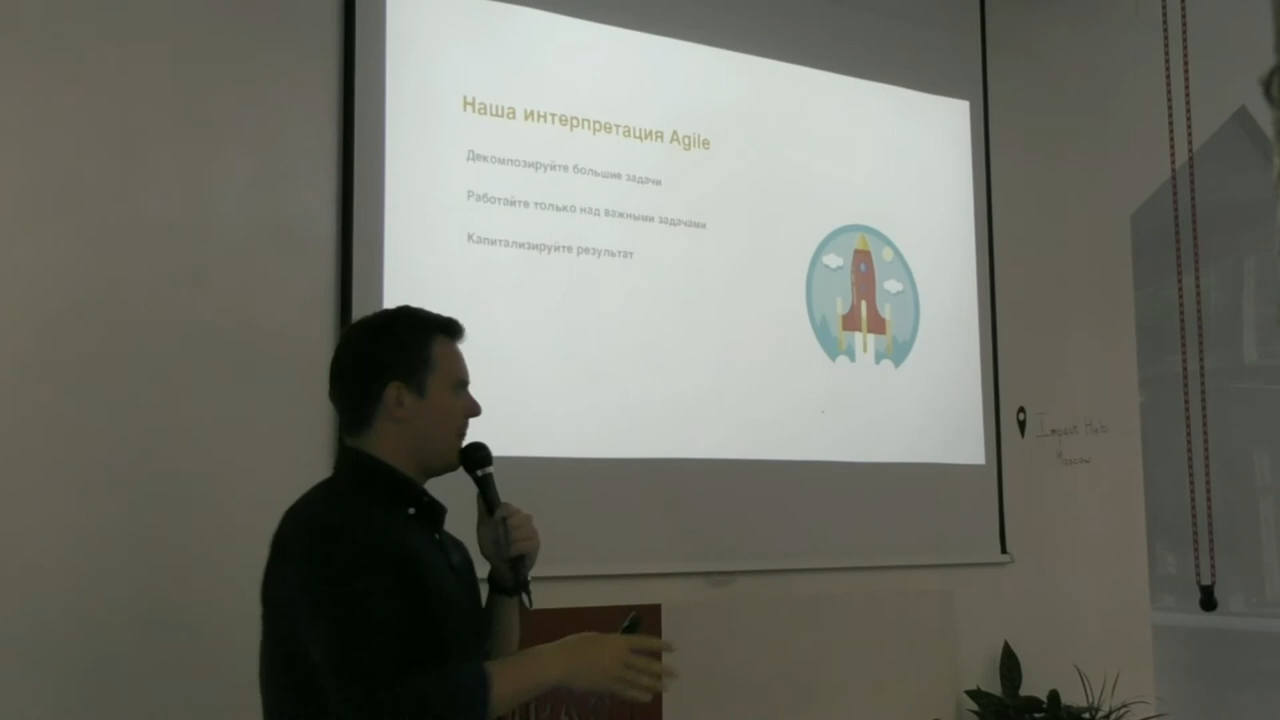 Наша интерпретация Agile
Декомпозируйте большие задачи
Работайте только над важными задачами
Капитализируйте результат
Impact Hub
Moscow